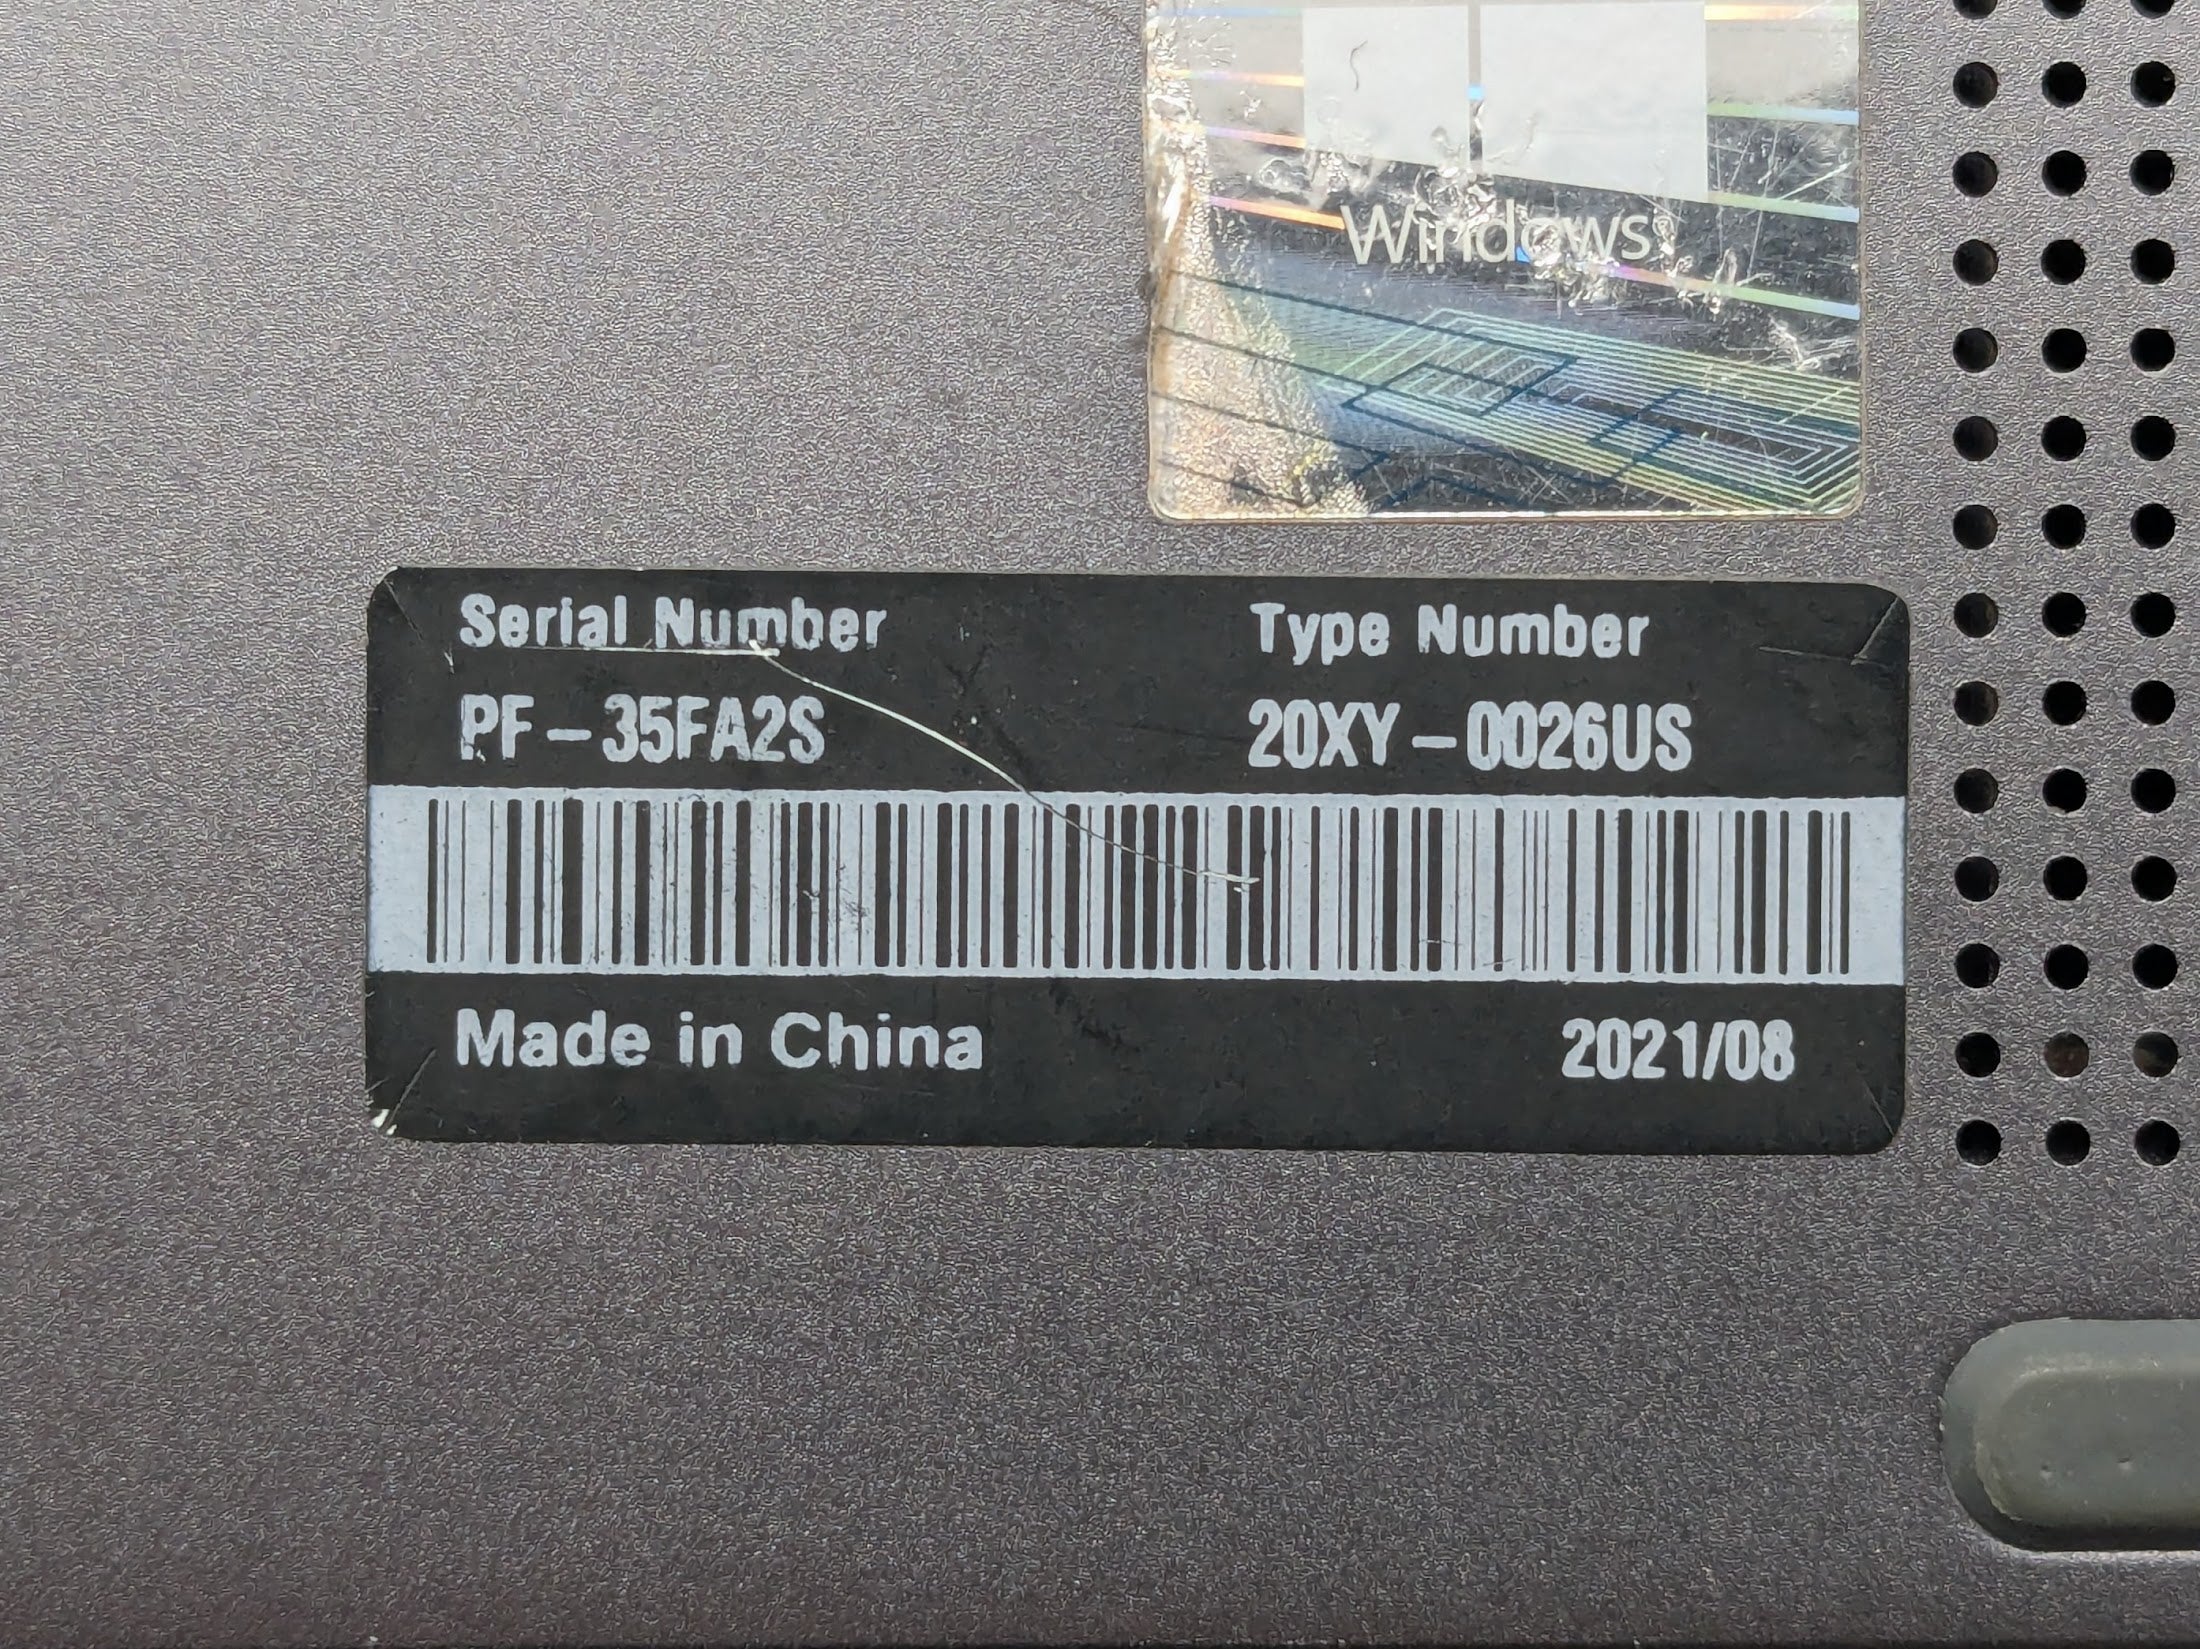 Windows®
Serial Number Type Number
PF-35FA2S 20XY-0026US
Made in China 2021/08